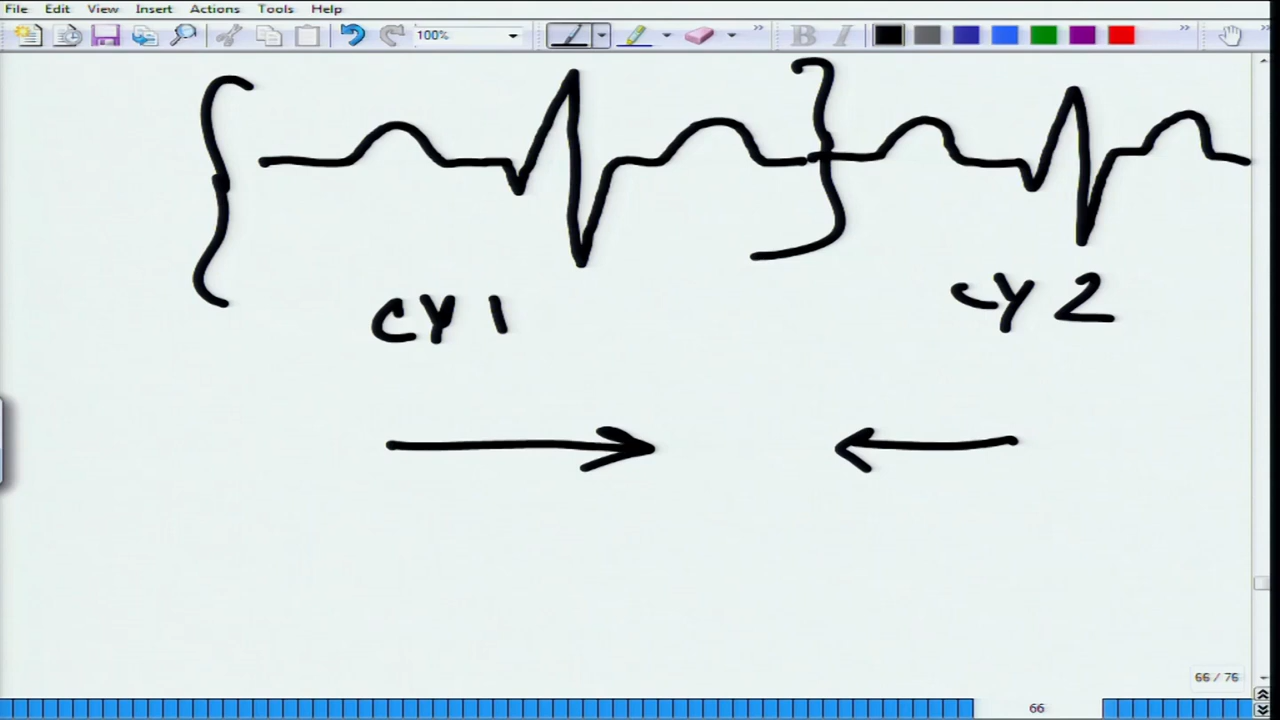 File Edit View Insert Actions Tools Help
100%
B I
CY 1
CY 2
66 / 76
66